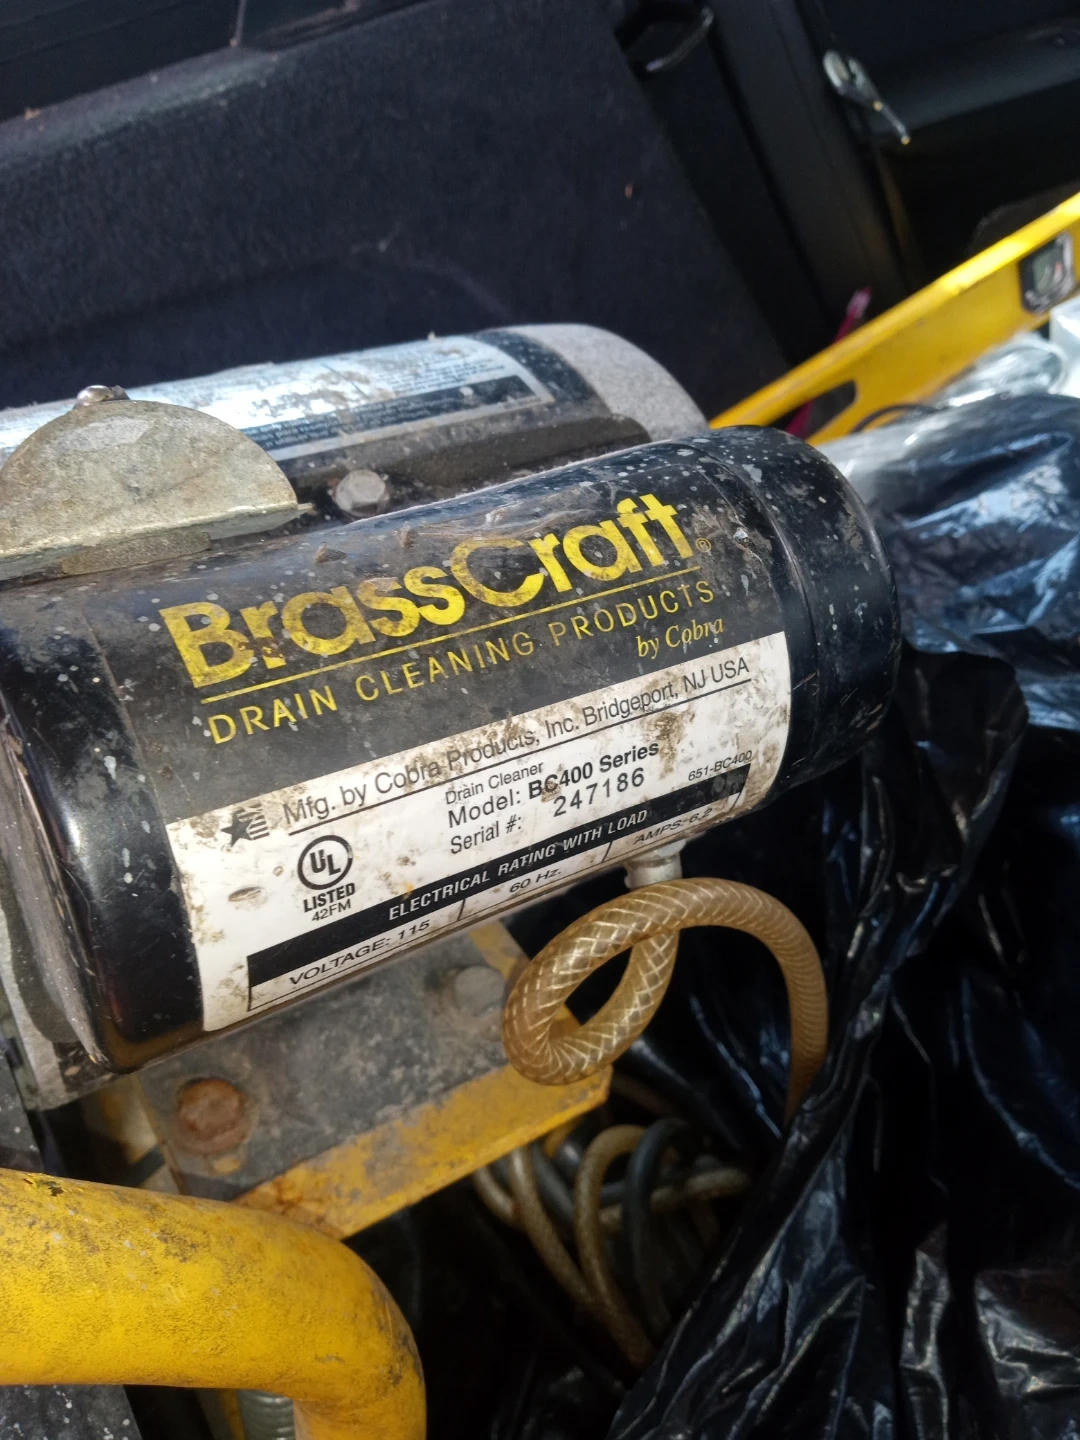 BrassCraft®
DRAIN CLEANING PRODUCTS
by Cobra
Mfg. by Cobra Products, Inc. Bridgeport, NJ USA
Drain Cleaner
Model: BC400 Series
Serial #: 247186
651-BC400
UL
LISTED
42FM
ELECTRICAL RATING WITH LOAD
VOLTAGE: 115
60 Hz.
AMPS-6.2